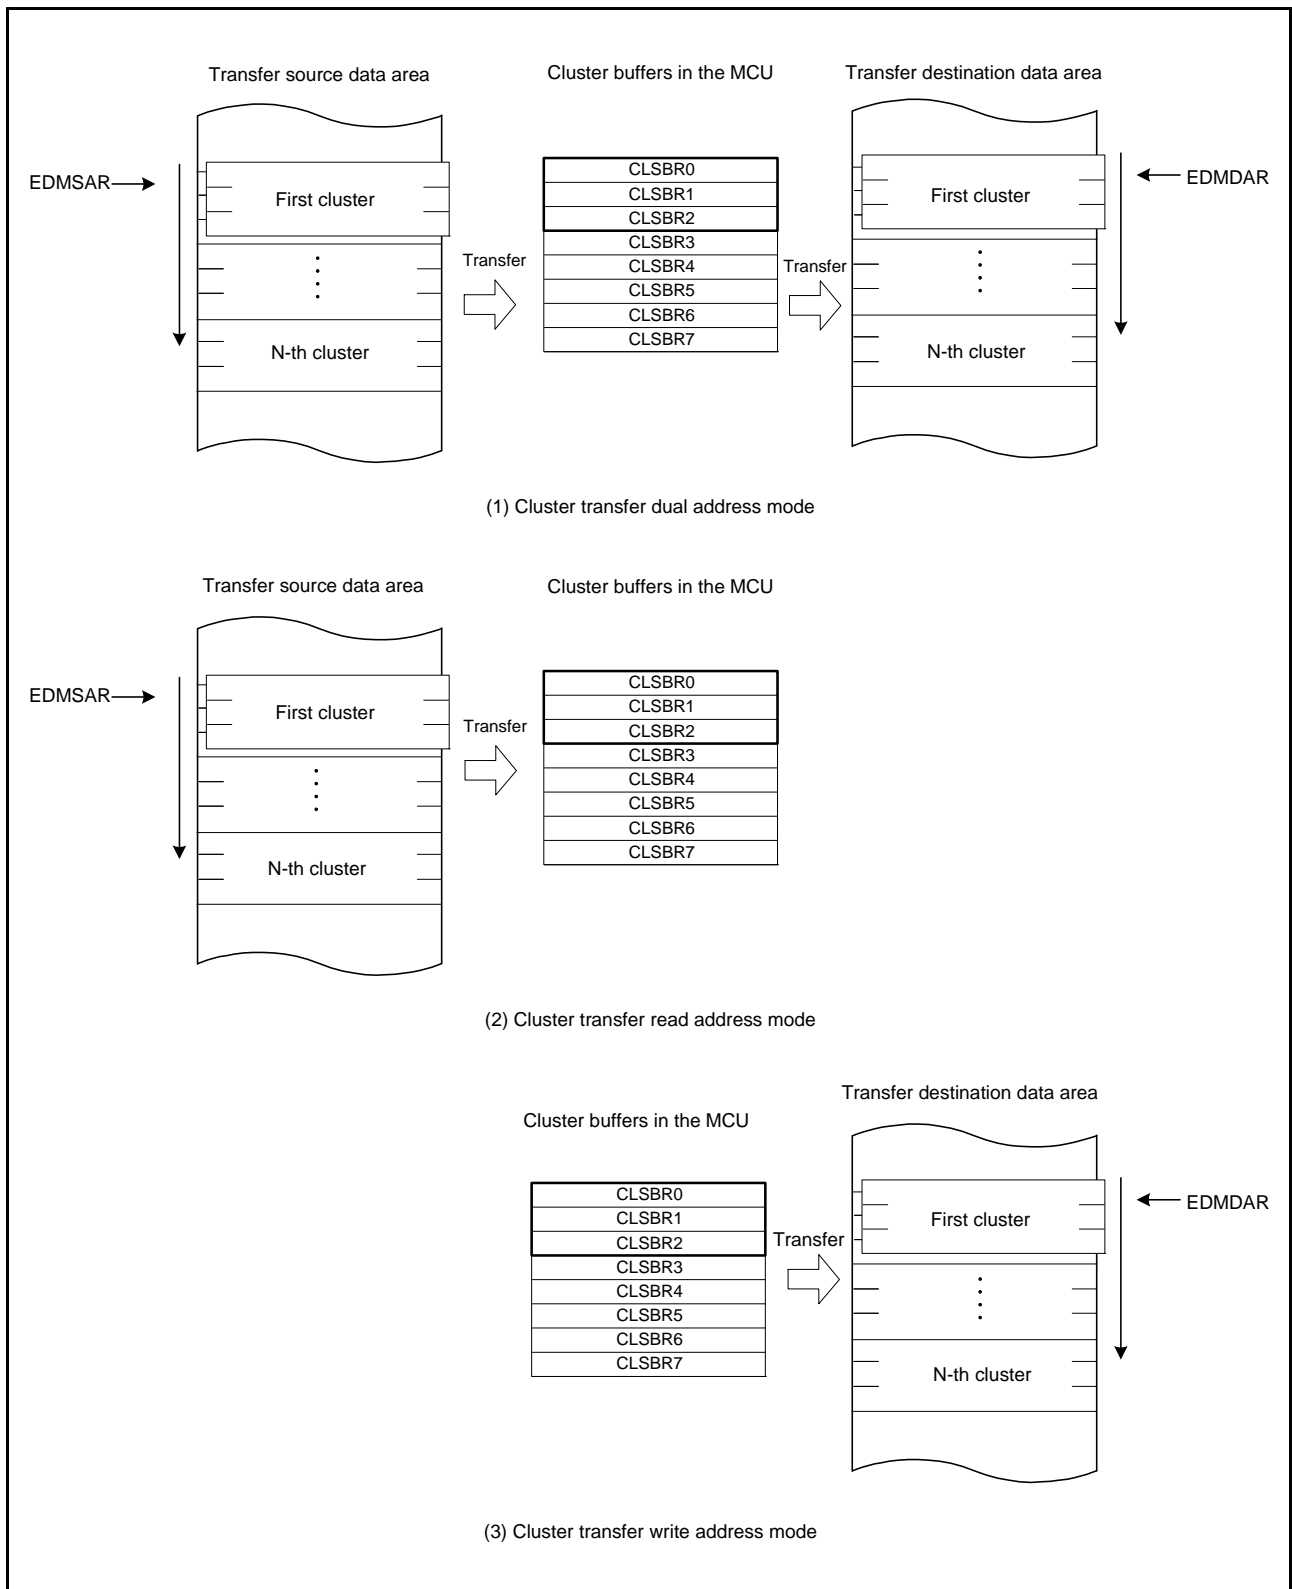 Transfer source data area
Cluster buffers in the MCU
Transfer destination data area
EDMSAR
First cluster
N-th cluster
Transfer
CLSBR0
CLSBR1
CLSBR2
CLSBR3
CLSBR4
CLSBR5
CLSBR6
CLSBR7
Transfer
First cluster
N-th cluster
EDMDAR
(1) Cluster transfer dual address mode
Transfer source data area
Cluster buffers in the MCU
EDMSAR
First cluster
N-th cluster
Transfer
CLSBR0
CLSBR1
CLSBR2
CLSBR3
CLSBR4
CLSBR5
CLSBR6
CLSBR7
(2) Cluster transfer read address mode
Cluster buffers in the MCU
Transfer destination data area
CLSBR0
CLSBR1
CLSBR2
CLSBR3
CLSBR4
CLSBR5
CLSBR6
CLSBR7
Transfer
First cluster
N-th cluster
EDMDAR
(3) Cluster transfer write address mode